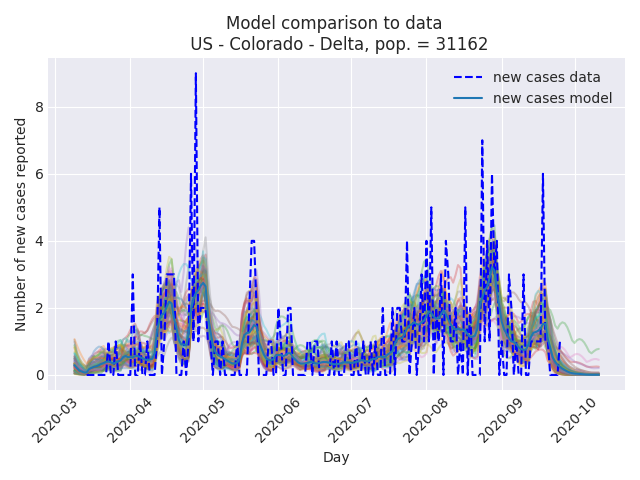 Model comparison to data
US - Colorado - Delta, pop. = 31162
new cases data
new cases model
Number of new cases reported
8
6
4
2
0
2020-03
2020-04
2020-05
2020-06
2020-07
2020-08
2020-09
2020-10
Day